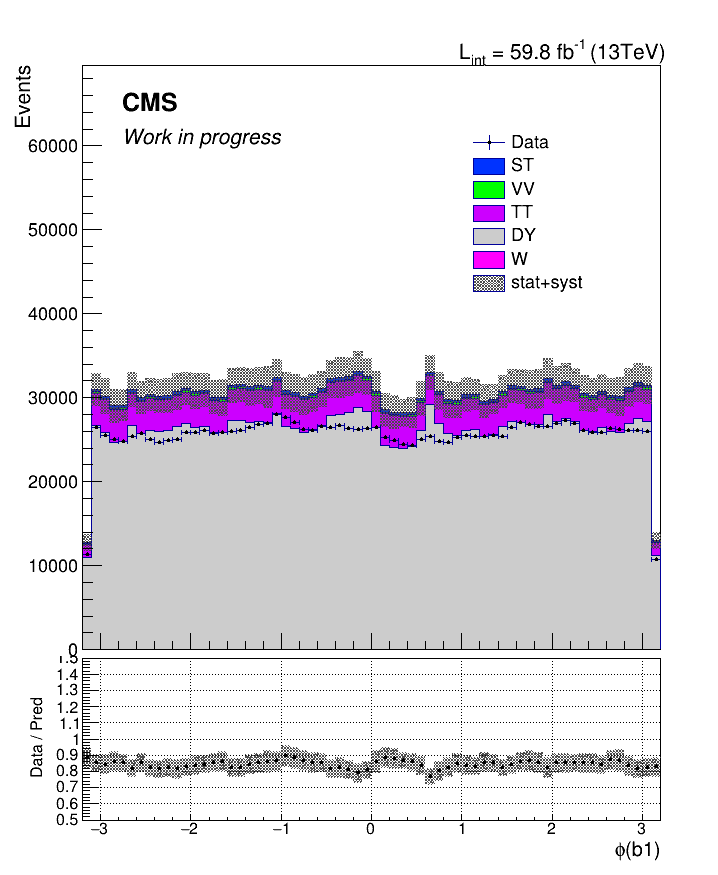 L_int = 59.8 fb^-1 (13TeV)
Events
CMS
Work in progress
Data
ST
VV
TT
DY
W
stat+syst
60000
50000
40000
30000
20000
10000
0
Data / Pred
1.5
1.4
1.3
1.2
1.1
1
0.9
0.8
0.7
0.6
0.5
−3 −2 −1 0 1 2 3
ϕ(b1)